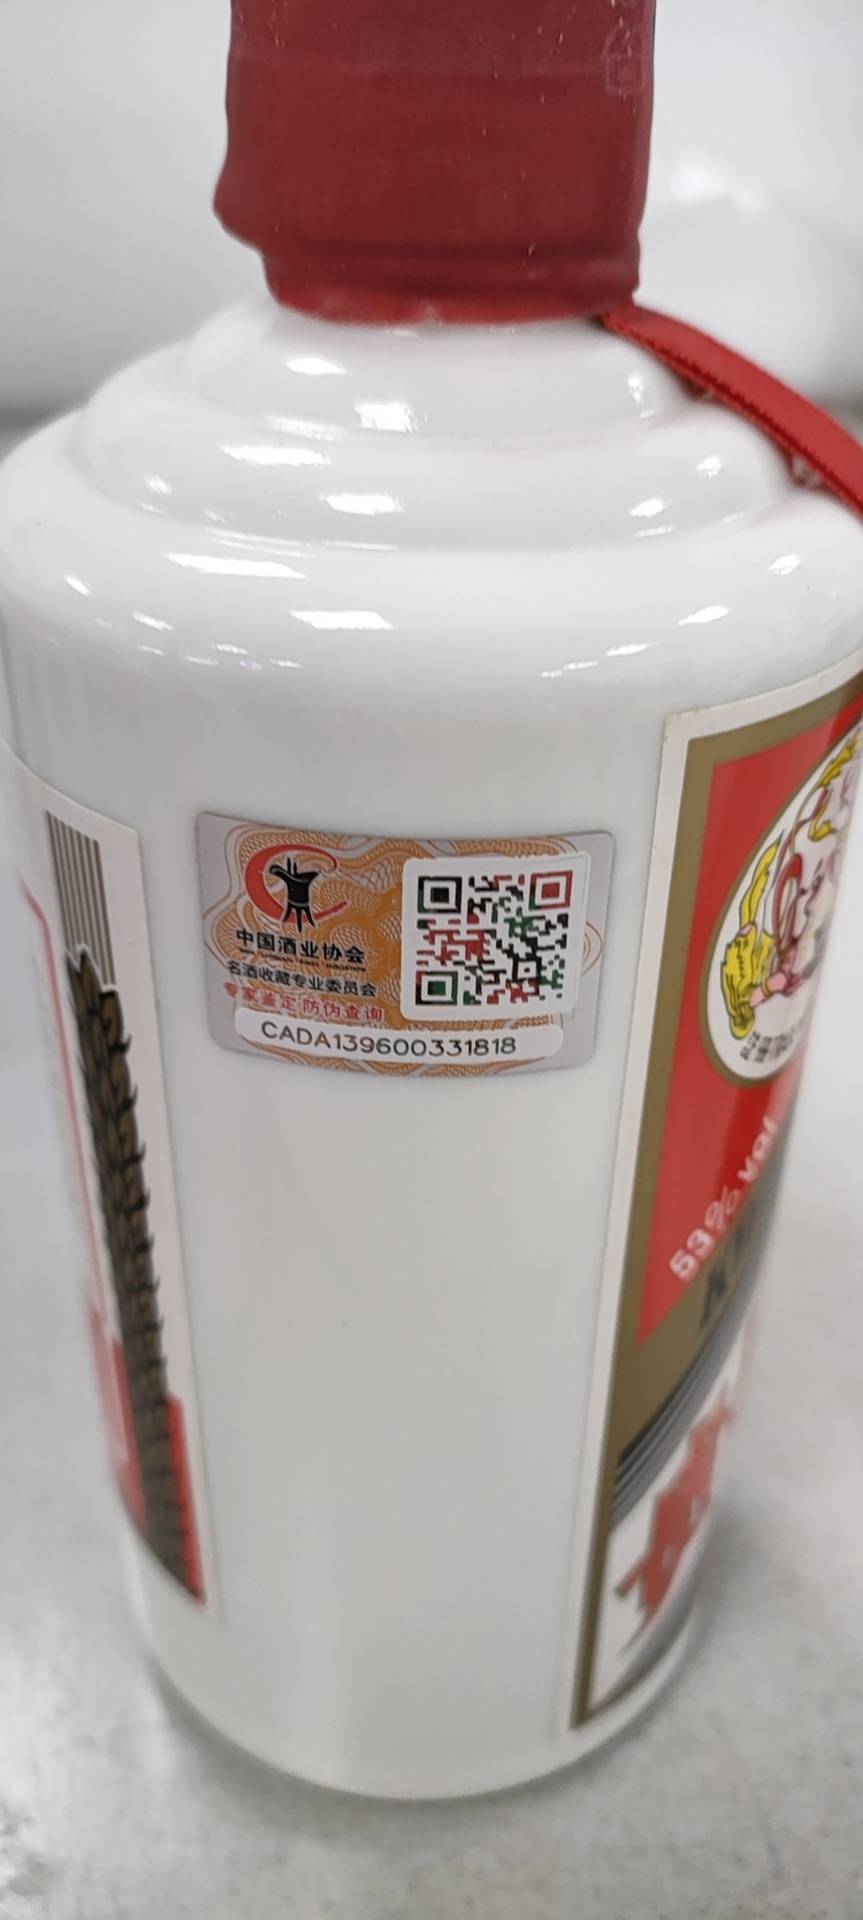 中国酒业协会
名酒收藏专业委员会
专家鉴定 防伪查询
CADA139600331818
53% VOL